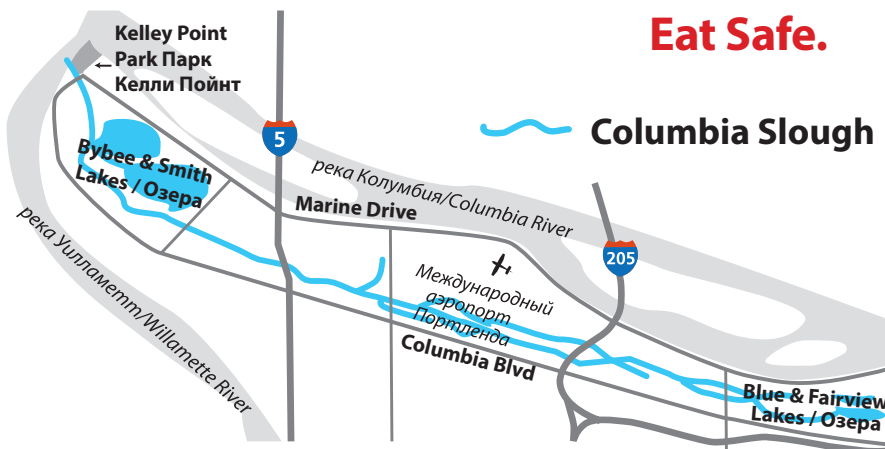 Eat Safe.
Kelley Point
Park Парк
Келли Пойнт
Columbia Slough
5
Bybee & Smith
Lakes / Озера
река Колумбия/Columbia River
Marine Drive
205
река Уилламетт/Willamette River
Международный
аэропорт
Портленда
Columbia Blvd
Blue & Fairview
Lakes / Озера